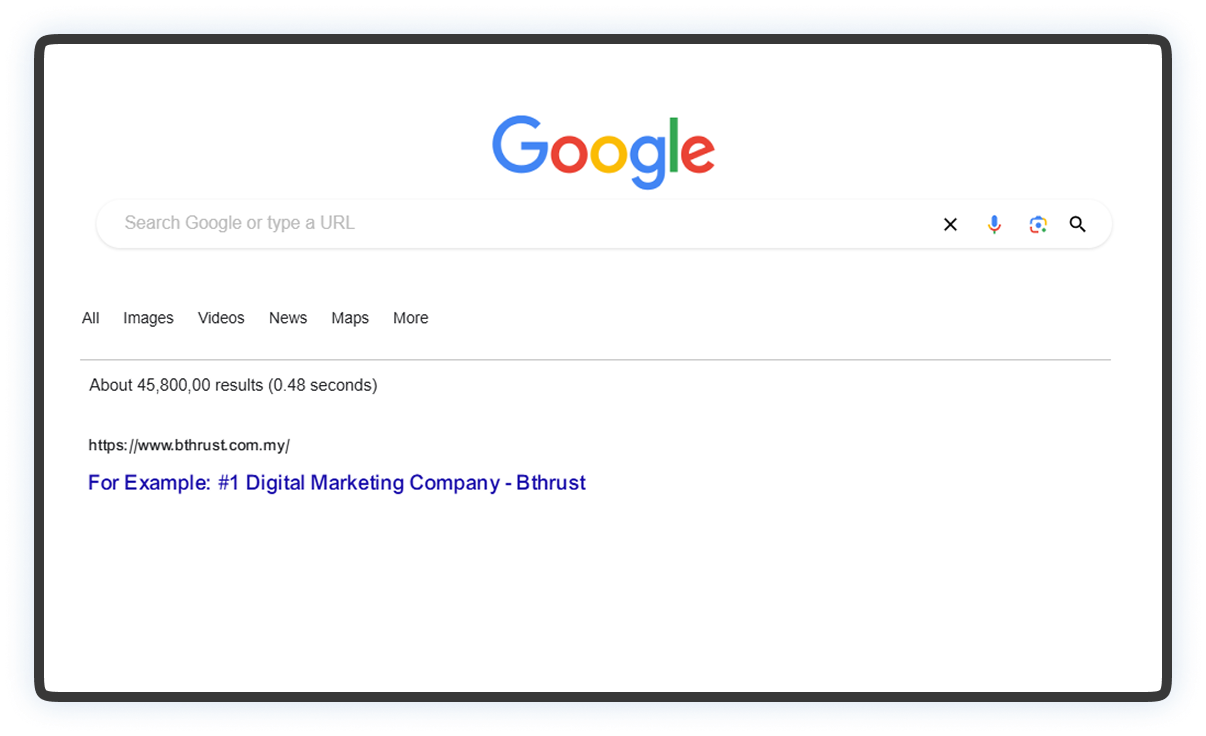 Google
Search Google or type a URL
All Images Videos News Maps More
About 45,800,00 results (0.48 seconds)
https://www.bthrust.com.my/
For Example: #1 Digital Marketing Company - Bthrust